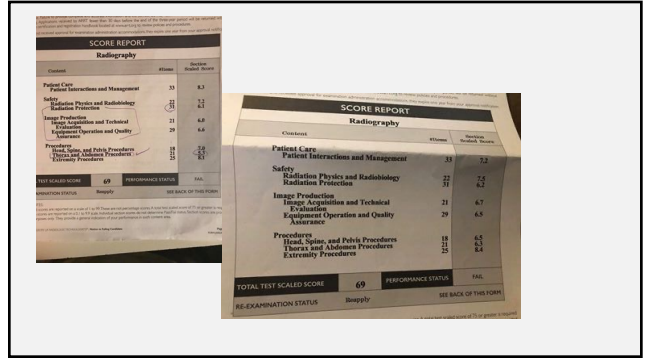 SCORE REPORT
Radiography
Content #Items Section
Scaled Score
Patient Care
Patient Interactions and Management 33 8.3
Safety
Radiation Physics and Radiobiology 22 7.2
Radiation Protection 31 6.1
Image Production
Image Acquisition and Technical 21 6.0
Evaluation
Equipment Operation and Quality 29 6.6
Assurance
Procedures
Head, Spine, and Pelvis Procedures 18 7.0
Thorax and Abdomen Procedures 21 5.3
Extremity Procedures 25 8.1
TEST SCALED SCORE 69 PERFORMANCE STATUS FAIL
MINATION STATUS Reapply SEE BACK OF THIS FORM
SCORE REPORT
Radiography
Content #Items Section
Scaled Score
Patient Care
Patient Interactions and Management 33 7.2
Safety
Radiation Physics and Radiobiology 22 7.5
Radiation Protection 31 6.2
Image Production
Image Acquisition and Technical 21 6.7
Evaluation
Equipment Operation and Quality 29 6.9
Assurance
Procedures
Head, Spine, and Pelvis Procedures 18 6.5
Thorax and Abdomen Procedures 21 6.3
Extremity Procedures 25 8.4
TOTAL TEST SCALED SCORE 69 PERFORMANCE STATUS FAIL
RE-EXAMINATION STATUS Reapply SEE BACK OF THIS FORM